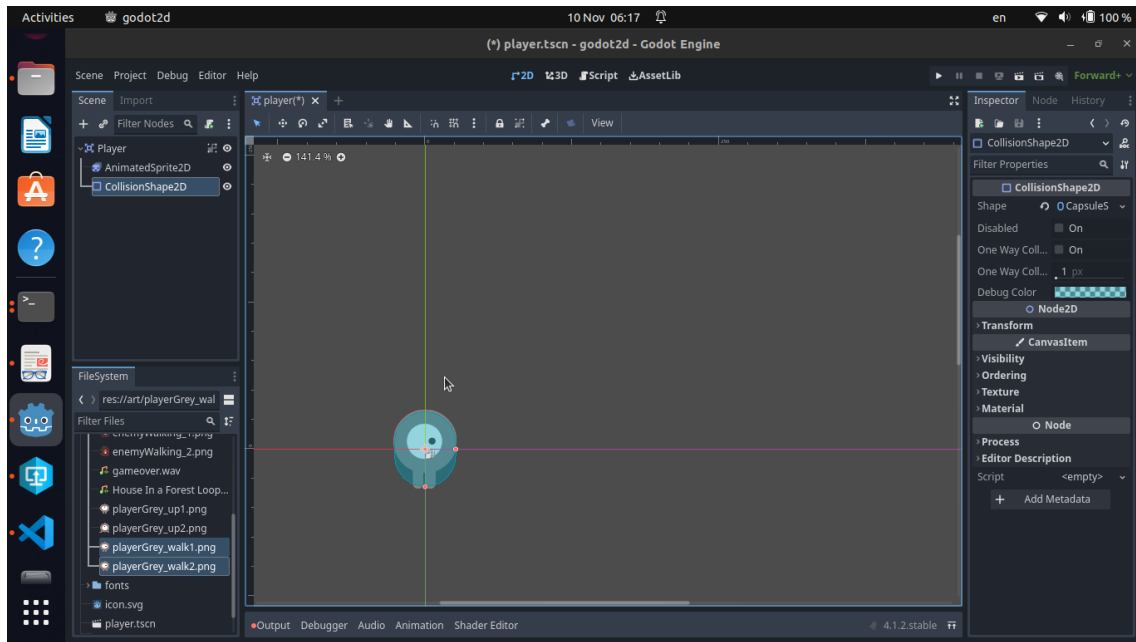 Activities godot2d 10 Nov 06:17 en 100 %
(*) player.tscn - godot2d - Godot Engine
Scene Project Debug Editor Help 2D 3D Script AssetLib Forward+
Scene Import player(*) Inspector Node History
Filter Nodes View
Player 141.4 % CollisionShape2D
AnimatedSprite2D Filter Properties
CollisionShape2D CollisionShape2D
Shape CapsuleS
Disabled On
One Way Coll... On
One Way Coll... 1 px
Debug Color
Node2D
Transform
CanvasItem
Visibility
FileSystem Ordering
res://art/playerGrey_wal Texture
Filter Files Material
Node
enemyWalking_1.png Process
enemyWalking_2.png Editor Description
gameover.wav Script <empty>
House In a Forest Loop... Add Metadata
playerGrey_up1.png
playerGrey_up2.png
playerGrey_walk1.png
playerGrey_walk2.png
fonts
icon.svg
player.tscn Output Debugger Audio Animation Shader Editor 4.1.2.stable